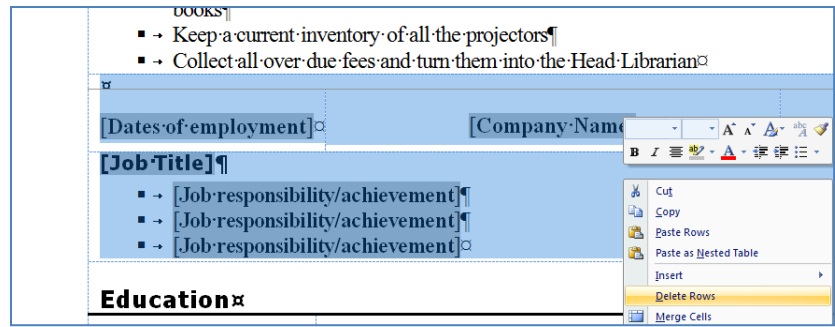 books¶
■→Keep·a·current·inventory·of·all·the·projectors¶
■→Collect·all·over·due·fees·and·turn·them·into·the·Head·Librarian¤
¤
[Dates·of·employment]¤ [Company·Name
[Job·Title]¶
■→[Job·responsibility/achievement]¶
■→[Job·responsibility/achievement]¶
■→[Job·responsibility/achievement]¤
Education¤
A A A abc
B I ab A
Cut
Copy
Paste Rows
Paste as Nested Table
Insert
Delete Rows
Merge Cells